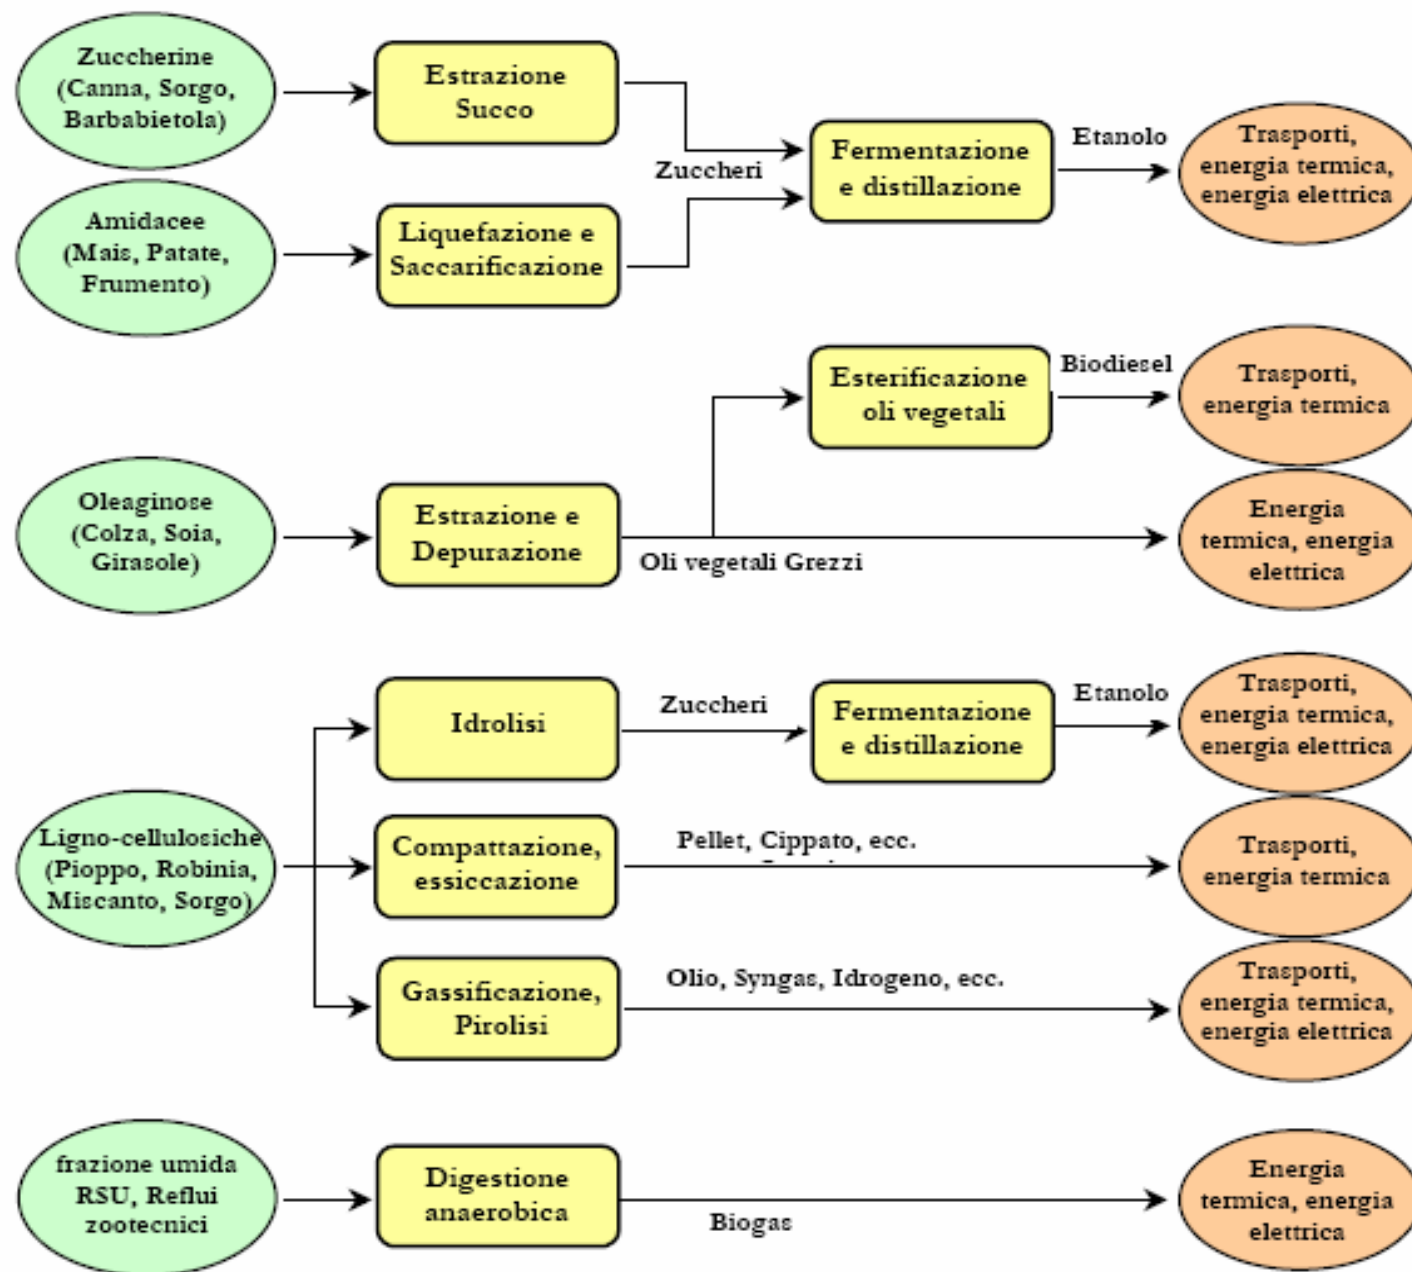 Zuccherine
(Canna, Sorgo,
Barbabietola)
Estrazione
Succo
Amidacee
(Mais, Patate,
Frumento)
Liquefazione e
Saccarificazione
Zuccheri
Fermentazione
e distillazione
Etanolo
Trasporti,
energia termica,
energia elettrica
Oleaginose
(Colza, Soia,
Girasole)
Estrazione e
Depurazione
Oli vegetali Grezzi
Esterificazione
oli vegetali
Biodiesel
Trasporti,
energia termica
Energia
termica, energia
elettrica
Ligno-cellulosiche
(Pioppo, Robinia,
Miscanto, Sorgo)
Idrolisi
Zuccheri
Fermentazione
e distillazione
Etanolo
Trasporti,
energia termica,
energia elettrica
Compattazione,
essiccazione
Pellet, Cippato, ecc.
Trasporti,
energia termica
Gassificazione,
Pirolisi
Olio, Syngas, Idrogeno, ecc.
Trasporti,
energia termica,
energia elettrica
frazione umida
RSU, Reflui
zootecnici
Digestione
anaerobica
Biogas
Energia
termica, energia
elettrica